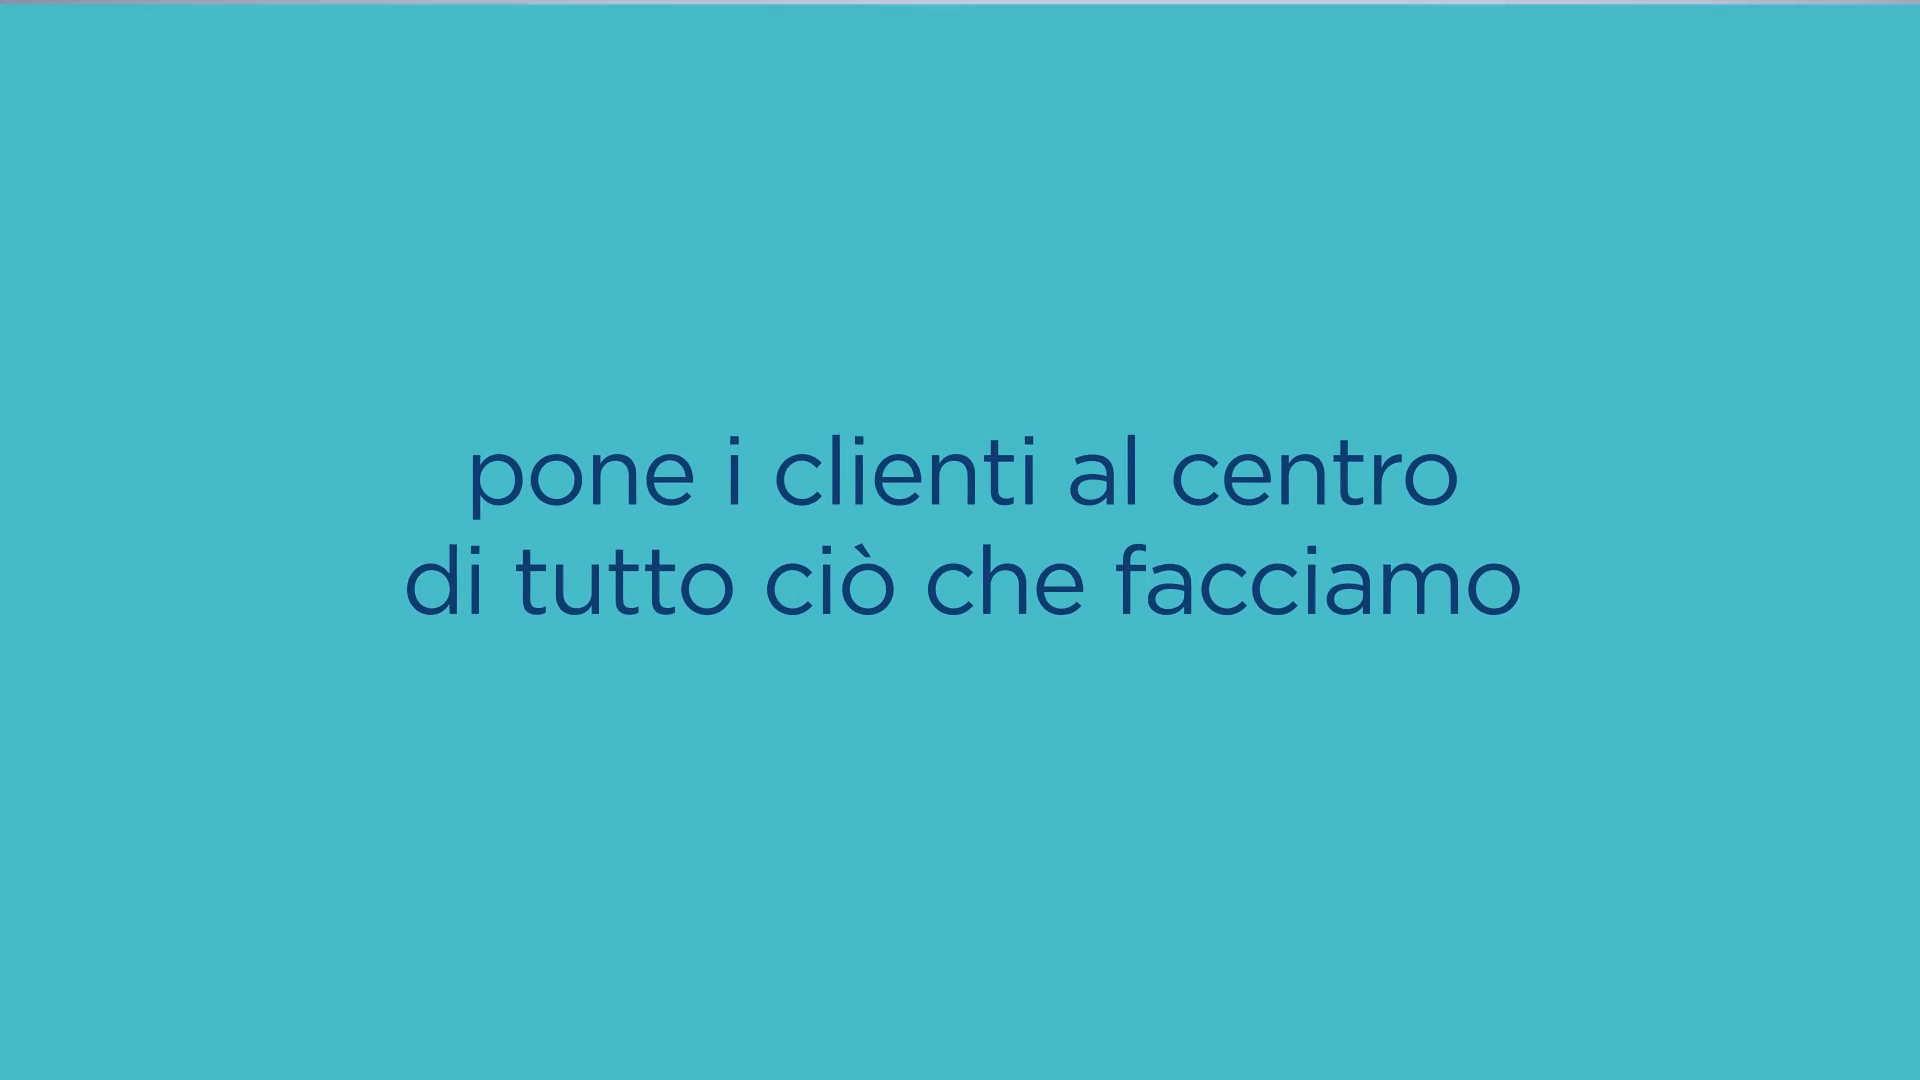 pone i clienti al centro
di tutto ciò che facciamo